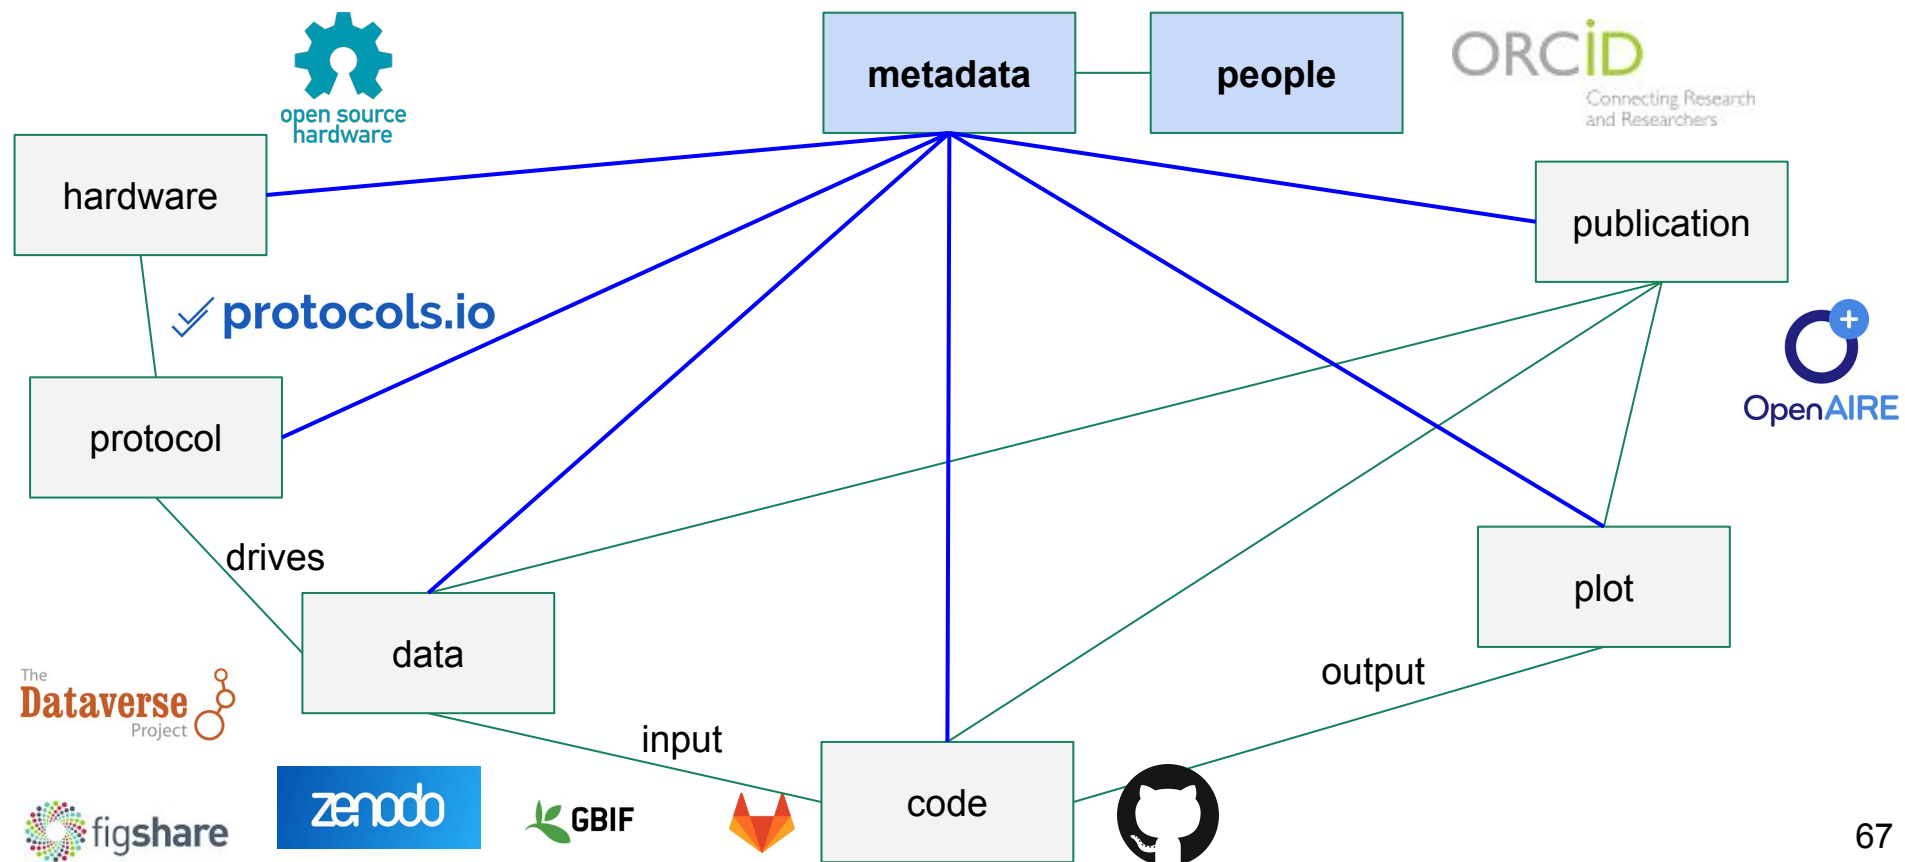 metadata
people
ORCiD
Connecting Research
and Researchers
open source
hardware
hardware
publication
protocols.io
OpenAIRE
protocol
drives
plot
data
output
The
Dataverse
Project
input
code
figshare
zenodo
GBIF
67